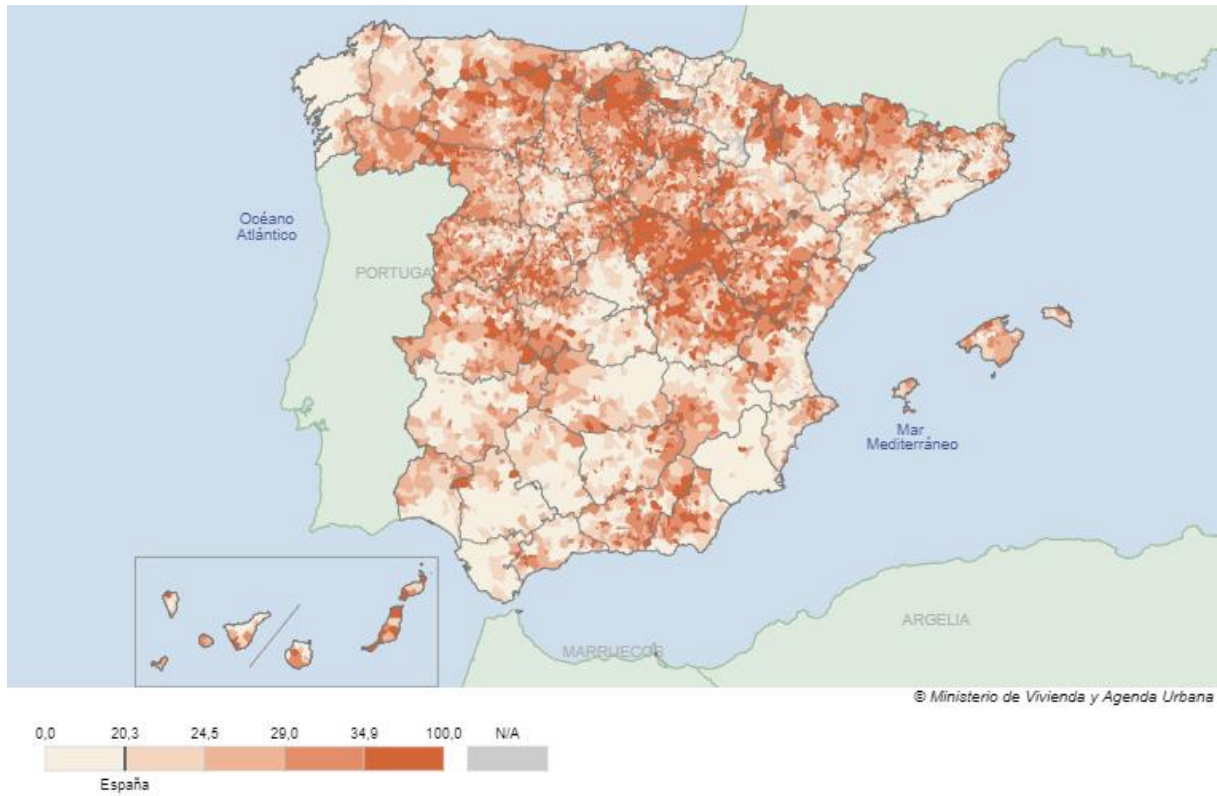 Océano
Atlántico
PORTUGA
Mar
Mediterráneo
ARGELIA
MARRUECOS
© Ministerio de Vivienda y Agenda Urbana
0,0 20,3 24,5 29,0 34,9 100,0 N/A
España